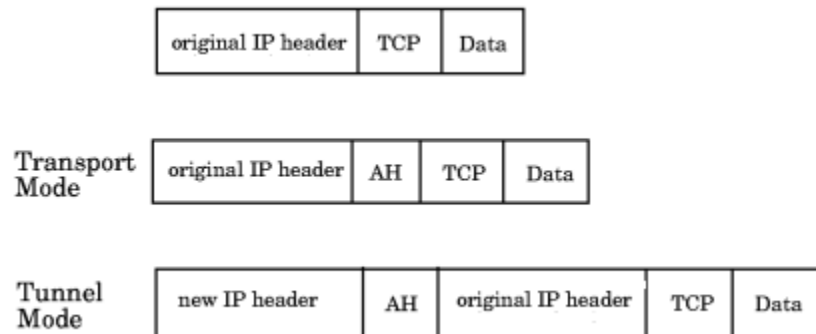 original IP header TCP Data
Transport Mode original IP header AH TCP Data
Tunnel Mode new IP header AH original IP header TCP Data